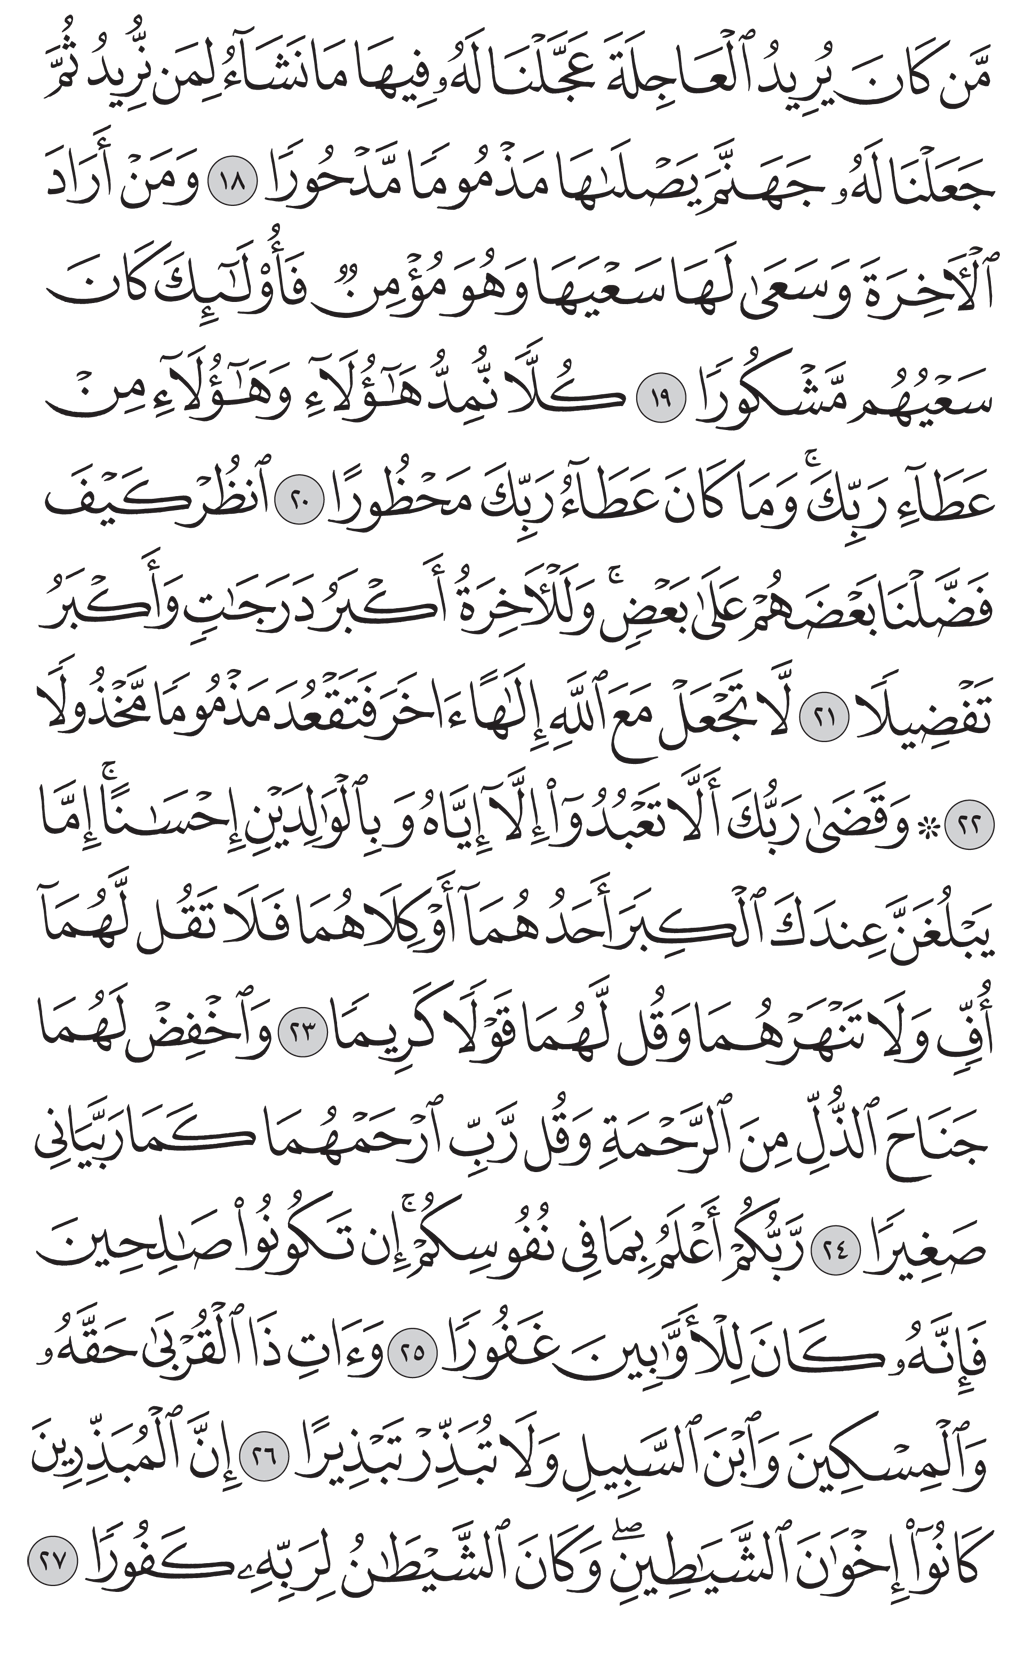 مَّن كَانَ يُرِيدُ ٱلْعَاجِلَةَ عَجَّلْنَا لَهُۥ فِيهَا مَا نَشَآءُ لِمَن نُّرِيدُ ثُمَّ
جَعَلْنَا لَهُۥ جَهَنَّمَ يَصْلَىٰهَا مَذْمُومًا مَّدْحُورًا ١٨ وَمَنْ أَرَادَ
ٱلْـَٔاخِرَةَ وَسَعَىٰ لَهَا سَعْيَهَا وَهُوَ مُؤْمِنٌ فَأُو۟لَـٰٓئِكَ كَانَ
سَعْيُهُم مَّشْكُورًا ١٩ كُلًّا نُّمِدُّ هَـٰٓؤُلَآءِ وَهَـٰٓؤُلَآءِ مِنْ
عَطَآءِ رَبِّكَ ۚ وَمَا كَانَ عَطَآءُ رَبِّكَ مَحْظُورًا ٢٠ ٱنظُرْ كَيْفَ
فَضَّلْنَا بَعْضَهُمْ عَلَىٰ بَعْضٍ ۚ وَلَلْـَٔاخِرَةُ أَكْبَرُ دَرَجَـٰتٍ وَأَكْبَرُ
تَفْضِيلًا ٢١ لَّا تَجْعَلْ مَعَ ٱللَّهِ إِلَـٰهًا ءَاخَرَ فَتَقْعُدَ مَذْمُومًا مَّخْذُولًا
٢٢ ۞ وَقَضَىٰ رَبُّكَ أَلَّا تَعْبُدُوٓا۟ إِلَّآ إِيَّاهُ وَبِٱلْوَٰلِدَيْنِ إِحْسَـٰنًا ۚ إِمَّا
يَبْلُغَنَّ عِندَكَ ٱلْكِبَرَ أَحَدُهُمَآ أَوْ كِلَاهُمَا فَلَا تَقُل لَّهُمَآ
أُفٍّ وَلَا تَنْهَرْهُمَا وَقُل لَّهُمَا قَوْلًا كَرِيمًا ٢٣ وَٱخْفِضْ لَهُمَا
جَنَاحَ ٱلذُّلِّ مِنَ ٱلرَّحْمَةِ وَقُل رَّبِّ ٱرْحَمْهُمَا كَمَا رَبَّيَانِى
صَغِيرًا ٢٤ رَّبُّكُمْ أَعْلَمُ بِمَا فِى نُفُوسِكُمْ ۚ إِن تَكُونُوا۟ صَـٰلِحِينَ
فَإِنَّهُۥ كَانَ لِلْأَوَّٰبِينَ غَفُورًا ٢٥ وَءَاتِ ذَا ٱلْقُرْبَىٰ حَقَّهُۥ
وَٱلْمِسْكِينَ وَٱبْنَ ٱلسَّبِيلِ وَلَا تُبَذِّرْ تَبْذِيرًا ٢٦ إِنَّ ٱلْمُبَذِّرِينَ
كَانُوٓا۟ إِخْوَٰنَ ٱلشَّيَـٰطِينِ ۖ وَكَانَ ٱلشَّيْطَـٰنُ لِرَبِّهِۦ كَفُورًا ٢٧